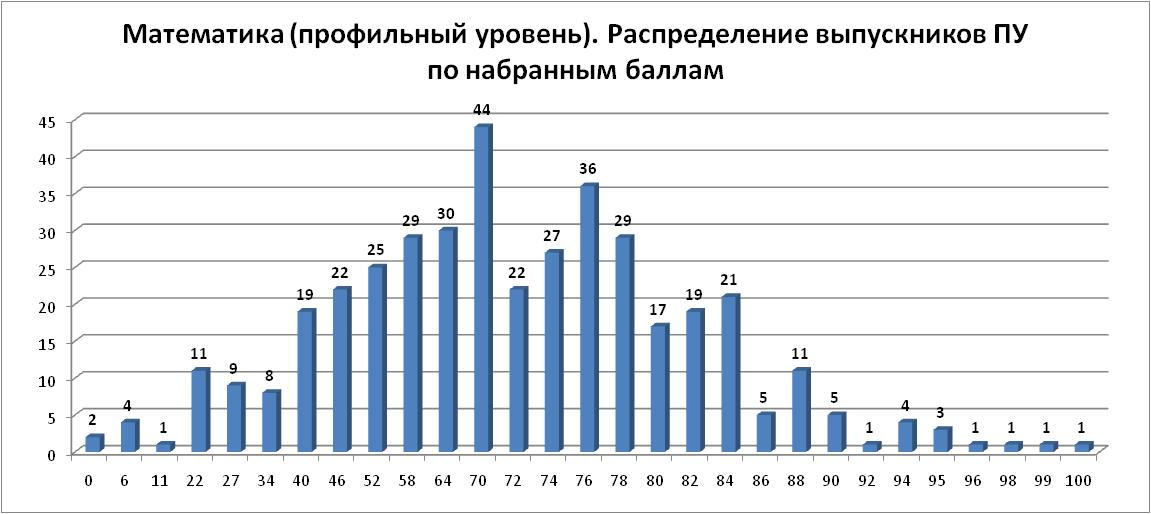 Математика (профильный уровень). Распределение выпускников ПУ
по набранным баллам
45
40
35
30
25
20
15
10
5
0
2 4 1 11 9 8 19 22 25 29 30 44 22 27 36 29 17 19 21 5 11 5 1 4 3 1 1 1 1
0 6 11 22 27 34 40 46 52 58 64 70 72 74 76 78 80 82 84 86 88 90 92 94 95 96 98 99 100